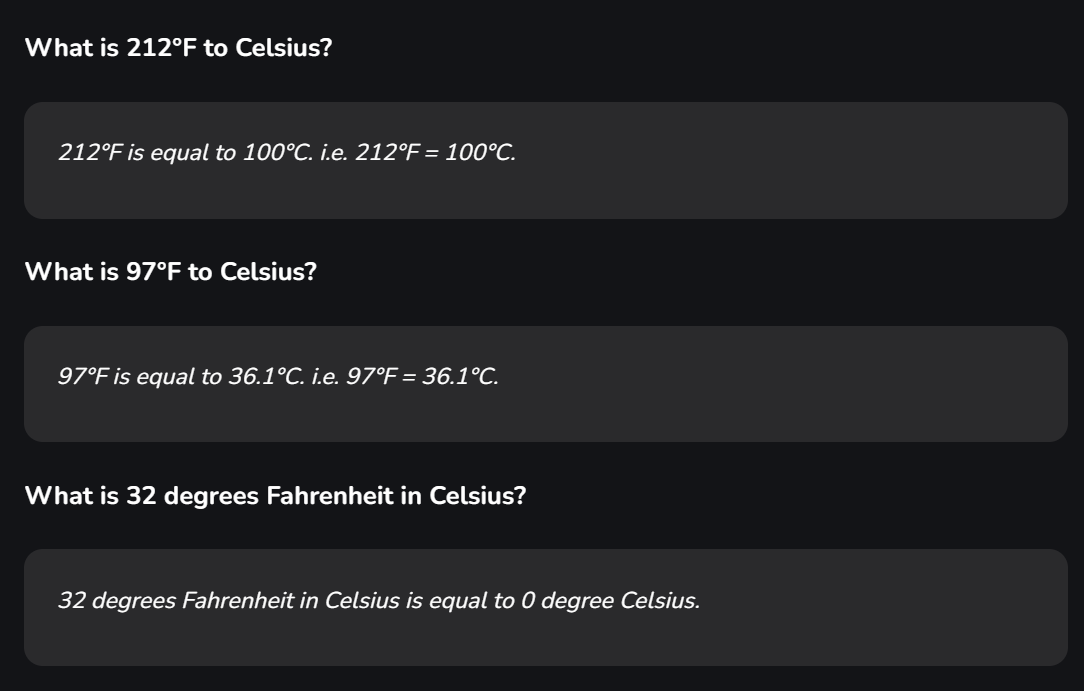 What is 212°F to Celsius?
212°F is equal to 100°C. i.e. 212°F = 100°C.
What is 97°F to Celsius?
97°F is equal to 36.1°C. i.e. 97°F = 36.1°C.
What is 32 degrees Fahrenheit in Celsius?
32 degrees Fahrenheit in Celsius is equal to 0 degree Celsius.